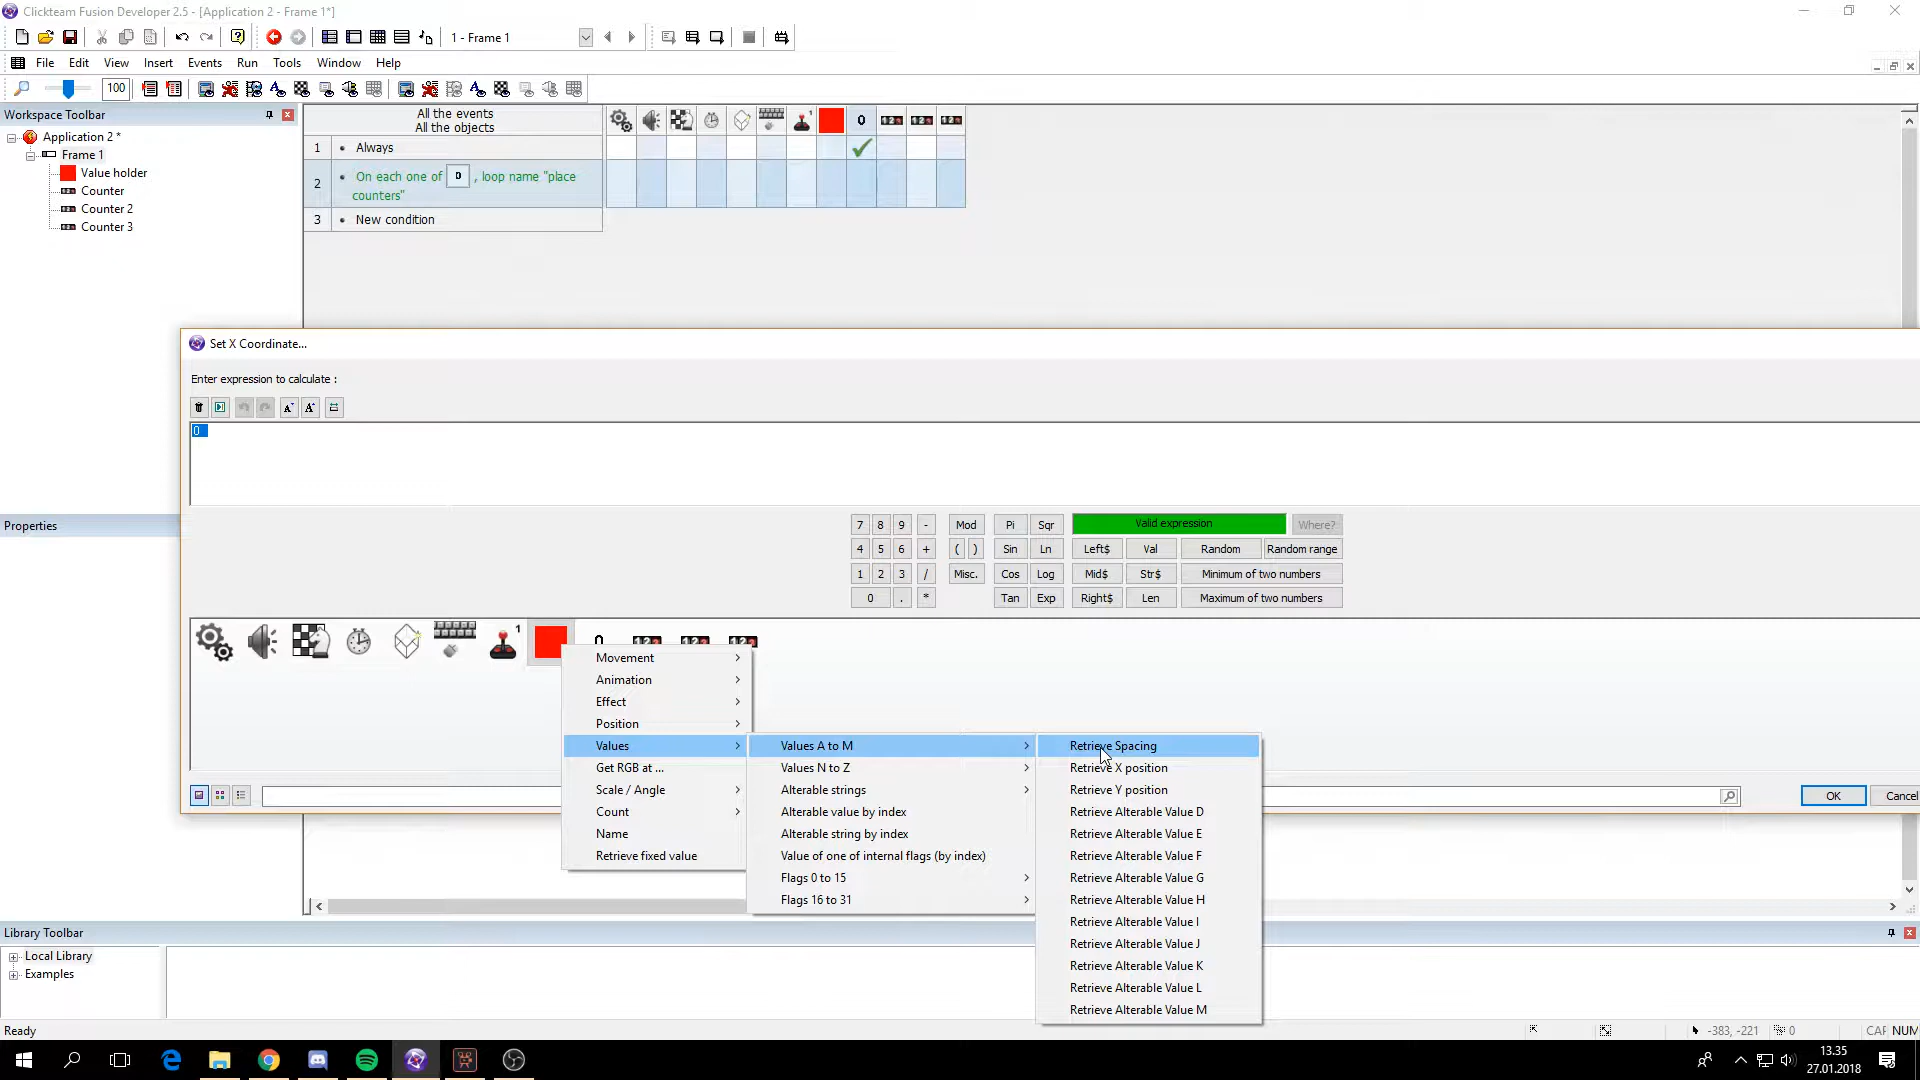 Clickteam Fusion Developer 2.5 - [Application 2 - Frame 1*]
1 - Frame 1
File Edit View Insert Events Run Tools Window Help
100
Workspace Toolbar
Application 2 *
Frame 1
Value holder
Counter
Counter 2
Counter 3
All the events
All the objects
0
1 • Always
2 • On each one of 0 , loop name "place
counters"
3 • New condition
Set X Coordinate...
Enter expression to calculate :
0
Properties
7 8 9 - Mod Pi Sqr Valid expression Where?
4 5 6 + ( ) Sin Ln Left$ Val Random Random range
1 2 3 / Misc. Cos Log Mid$ Str$ Minimum of two numbers
0 . * Tan Exp Right$ Len Maximum of two numbers
1
0
Movement
Animation
Effect
Position
Values
Get RGB at ...
Scale / Angle
Count
Name
Retrieve fixed value
Values A to M
Values N to Z
Alterable strings
Alterable value by index
Alterable string by index
Value of one of internal flags (by index)
Flags 0 to 15
Flags 16 to 31
Retrieve Spacing
Retrieve X position
Retrieve Y position
Retrieve Alterable Value D
Retrieve Alterable Value E
Retrieve Alterable Value F
Retrieve Alterable Value G
Retrieve Alterable Value H
Retrieve Alterable Value I
Retrieve Alterable Value J
Retrieve Alterable Value K
Retrieve Alterable Value L
Retrieve Alterable Value M
OK Cancel
Library Toolbar
Local Library
Examples
Ready
-383, -221
0
CAP NUM
13.35
27.01.2018